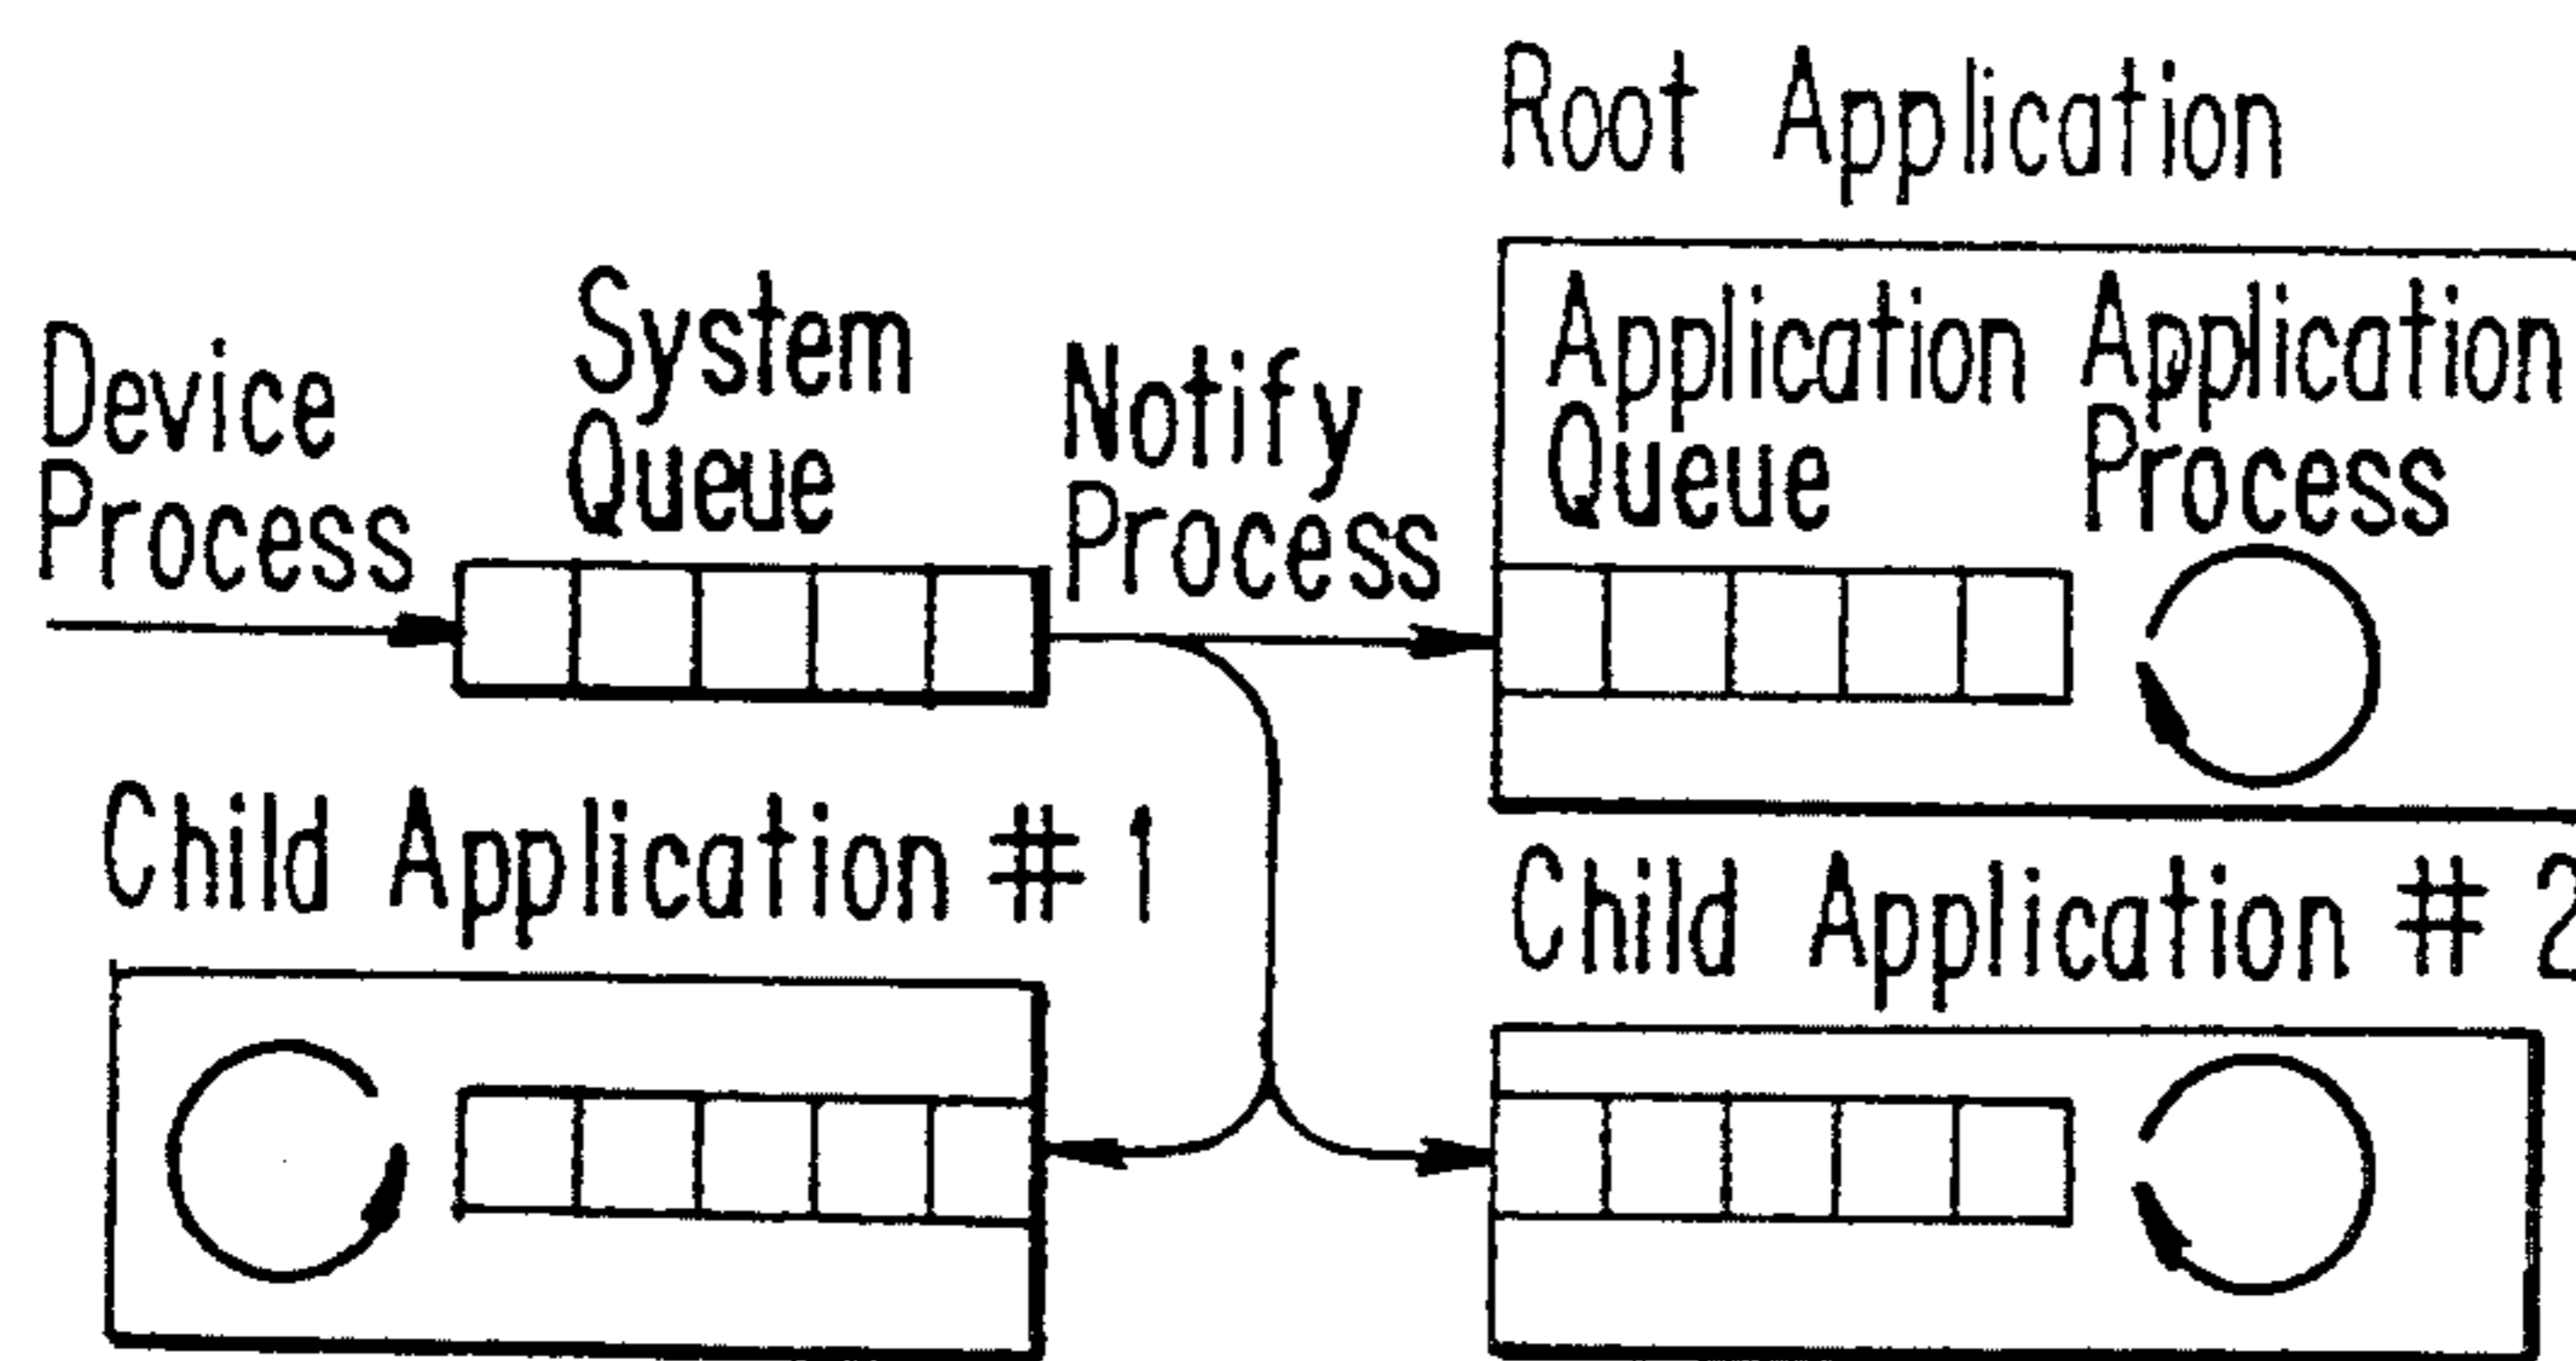 Root Application
Device
Process
System
Queue
Notify
Process
Application
Queue
Application
Process
Child Application # 1
Child Application # 2